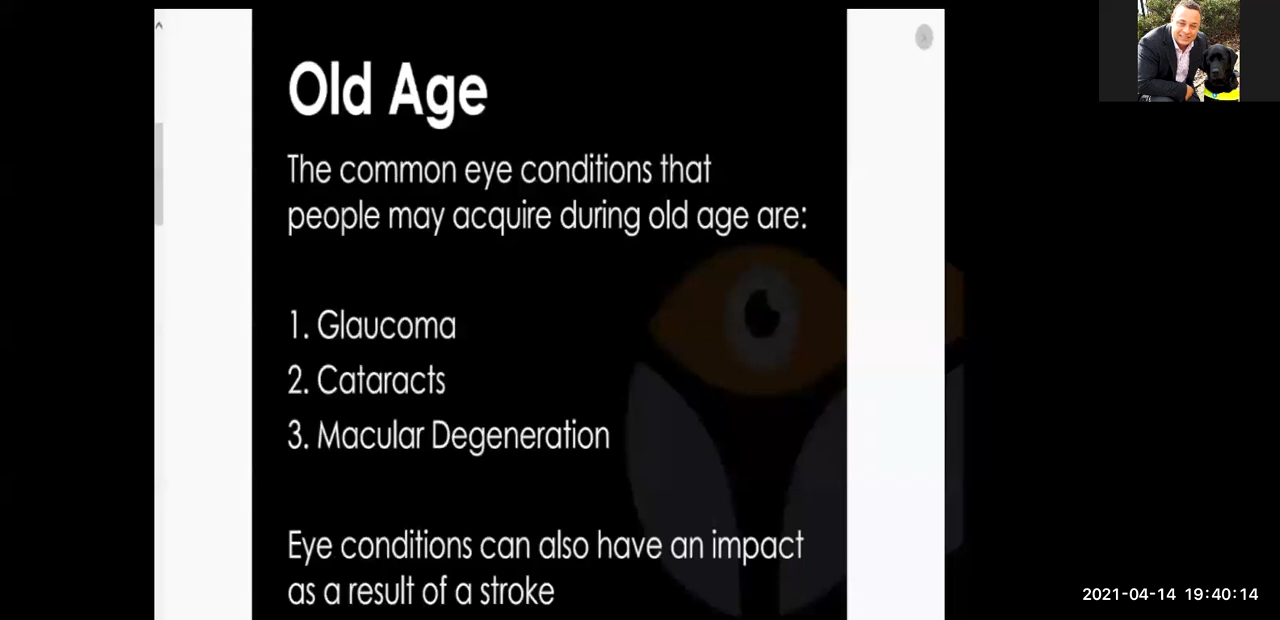 Old Age
The common eye conditions that
people may acquire during old age are:
1. Glaucoma
2. Cataracts
3. Macular Degeneration
Eye conditions can also have an impact
as a result of a stroke
2021-04-14 19:40:14